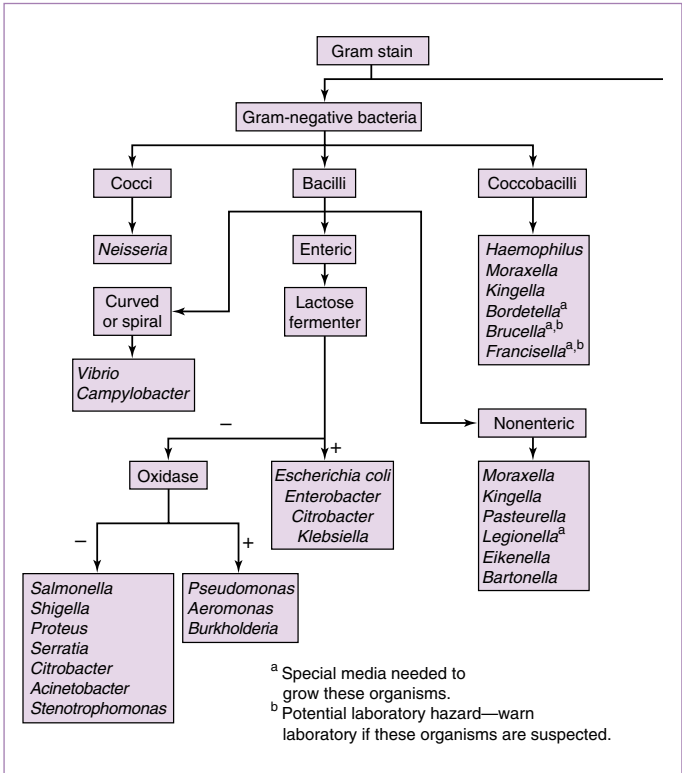 Gram stain
Gram-negative bacteria
Cocci
Bacilli
Coccobacilli
Neisseria
Enteric
Haemophilus
Moraxella
Kingella
Bordetellaᵃ
Brucellaᵃ,ᵇ
Francisellaᵃ,ᵇ
Curved
or spiral
Lactose
fermenter
Vibrio
Campylobacter
Nonenteric
–
+
Oxidase
Escherichia coli
Enterobacter
Citrobacter
Klebsiella
Moraxella
Kingella
Pasteurella
Legionellaᵃ
Eikenella
Bartonella
–
+
Salmonella
Shigella
Proteus
Serratia
Citrobacter
Acinetobacter
Stenotrophomonas
Pseudomonas
Aeromonas
Burkholderia
ᵃ Special media needed to
grow these organisms.
ᵇ Potential laboratory hazard—warn
laboratory if these organisms are suspected.